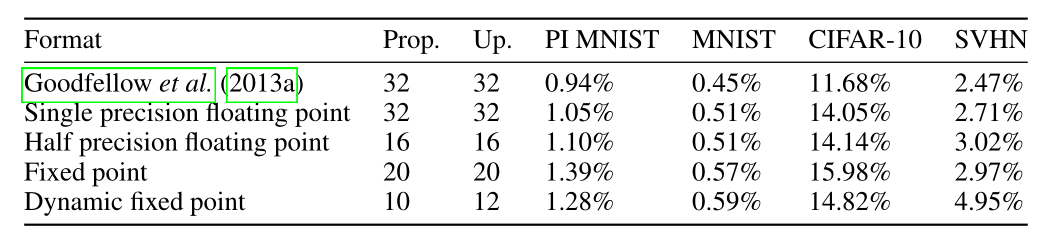 Format Prop. Up. PI MNIST MNIST CIFAR-10 SVHN
Goodfellow et al. (2013a) 32 32 0.94% 0.45% 11.68% 2.47%
Single precision floating point 32 32 1.05% 0.51% 14.05% 2.71%
Half precision floating point 16 16 1.10% 0.51% 14.14% 3.02%
Fixed point 20 20 1.39% 0.57% 15.98% 2.97%
Dynamic fixed point 10 12 1.28% 0.59% 14.82% 4.95%